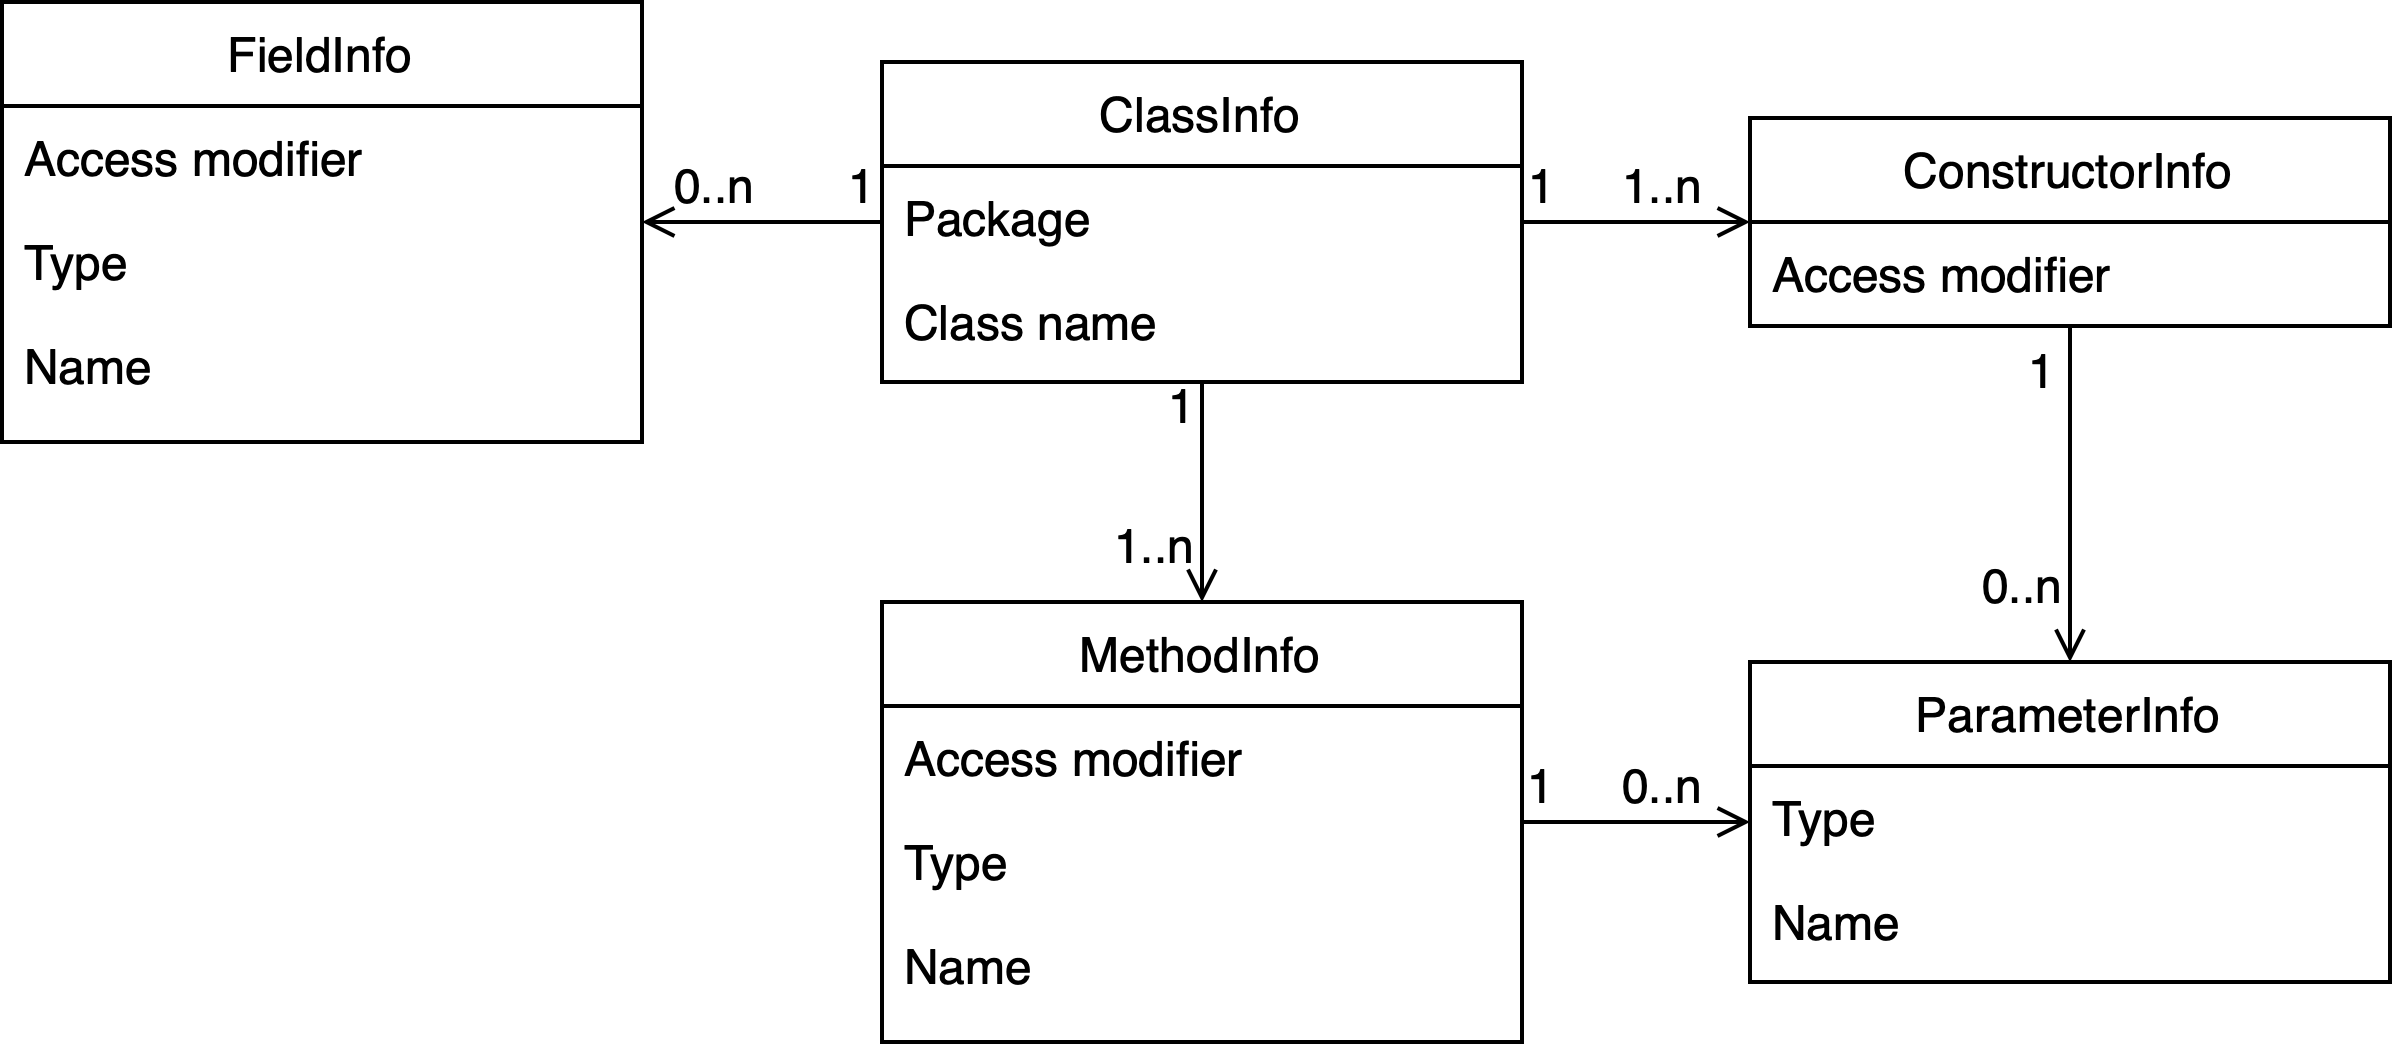 FieldInfo
Access modifier
Type
Name
0..n
1
ClassInfo
Package
Class name
1
1..n
ConstructorInfo
Access modifier
1
1..n
1
0..n
MethodInfo
Access modifier
Type
Name
1
0..n
ParameterInfo
Type
Name